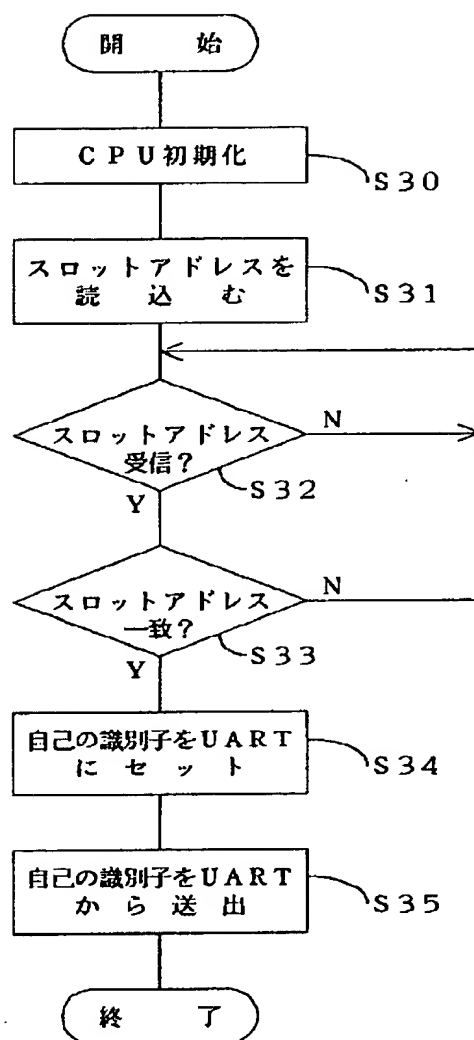 開 始
CPU初期化
S30
スロットアドレスを
読 込 む
S31
スロットアドレス
受信?
N
S32
Y
スロットアドレス
一致?
N
S33
Y
自己の識別子をUART
に セ ッ ト
S34
自己の識別子をUART
か ら 送 出
S35
終 了